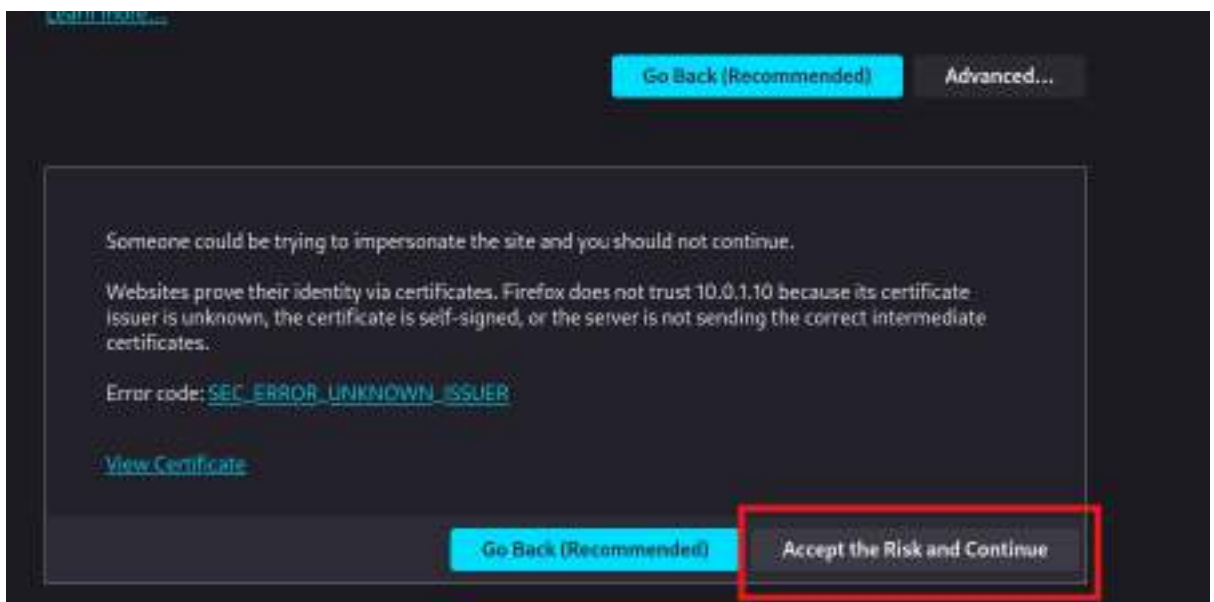 Learn more...
Go Back (Recommended)
Advanced...
Someone could be trying to impersonate the site and you should not continue.
Websites prove their identity via certificates. Firefox does not trust 10.0.1.10 because its certificate
issuer is unknown, the certificate is self-signed, or the server is not sending the correct intermediate
certificates.
Error code: SEC_ERROR_UNKNOWN_ISSUER
View Certificate
Go Back (Recommended)
Accept the Risk and Continue